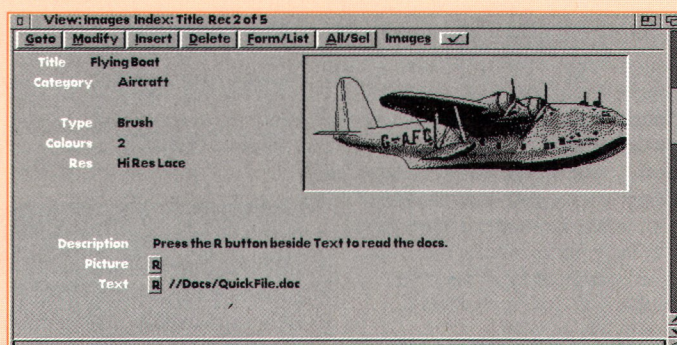 View: Images Index: Title Rec 2 of 5
Goto Modify Insert Delete Form/List All/Sel Images
Title Flying Boat
Category Aircraft
G-AFC
Type Brush
Colours 2
Res Hi Res Lace
Description Press the R button beside Text to read the docs.
Picture R
Text R //Docs/QuickFile.doc